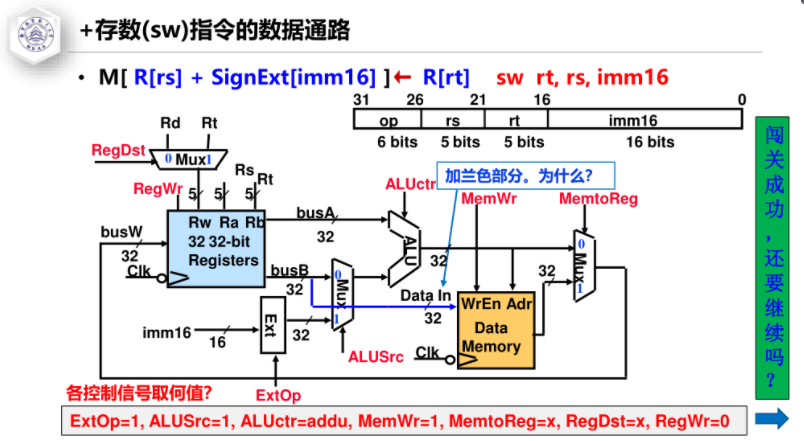 +存数(sw)指令的数据通路
• M[ R[rs] + SignExt[imm16] ]← R[rt] sw rt, rs, imm16
31 26 21 16 0
op rs rt imm16
6 bits 5 bits 5 bits 16 bits
Rd Rt
RegDst
0 Mux 1
Rs
Rt
RegWr
5 5 5
加兰色部分。为什么？
ALUctr
MemWr
MemtoReg
busW
32
Clk
Rw Ra Rb
32 32-bit
Registers
busA
32
busB
32
0
Mux
1
ALU
32
Data In
32
WrEn Adr
Data
Memory
Clk
32
0
Mux
1
imm16
16
Ext
32
ALUSrc
ExtOp
各控制信号取何值？
ExtOp=1, ALUSrc=1, ALUctr=addu, MemWr=1, MemtoReg=x, RegDst=x, RegWr=0
闯关成功，还要继续吗？